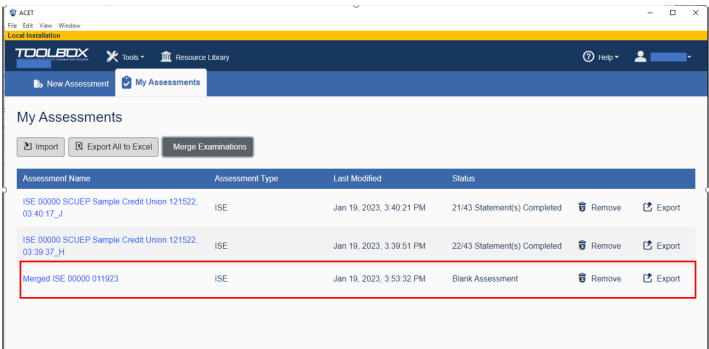 ACET
File Edit View Window
Local Installation
TOOLBOX Tools Resource Library Help
New Assessment My Assessments
My Assessments
Import Export All to Excel Merge Examinations
Assessment Name Assessment Type Last Modified Status
ISE 00000 SCUEP Sample Credit Union 121522,
03:40:17_J ISE Jan 19, 2023, 3:40:21 PM 21/43 Statement(s) Completed Remove Export
ISE 00000 SCUEP Sample Credit Union 121522,
03:39:37_H ISE Jan 19, 2023, 3:39:51 PM 22/43 Statement(s) Completed Remove Export
Merged ISE 00000 011923 ISE Jan 19, 2023, 3:53:32 PM Blank Assessment Remove Export